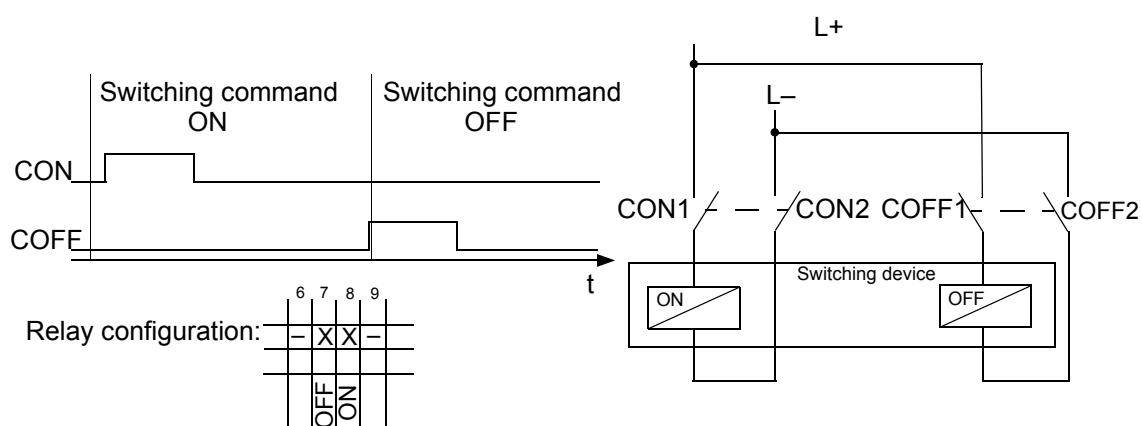 Switching command
ON
Switching command
OFF
CON
COFF
t
Relay configuration:
6 7 8 9
– X X –
OFF ON
L+
L–
CON1
CON2
COFF1
COFF2
Switching device
ON
OFF